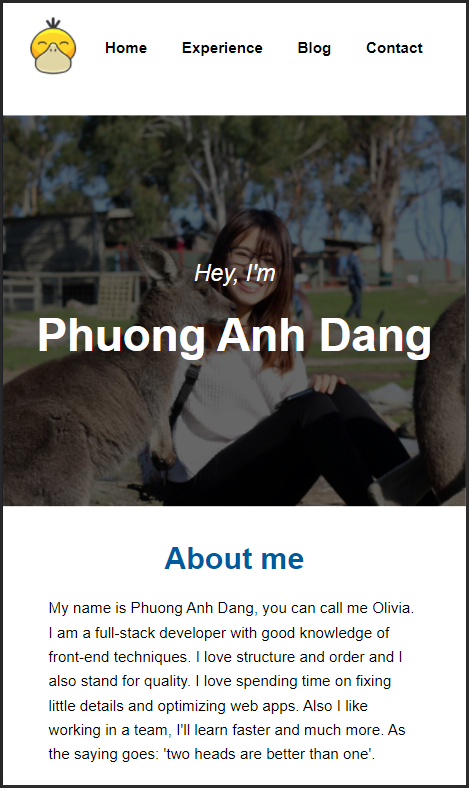 Home Experience Blog Contact
Hey, I'm
Phuong Anh Dang
About me
My name is Phuong Anh Dang, you can call me Olivia.
I am a full-stack developer with good knowledge of
front-end techniques. I love structure and order and I
also stand for quality. I love spending time on fixing
little details and optimizing web apps. Also I like
working in a team, I'll learn faster and much more. As
the saying goes: 'two heads are better than one'.